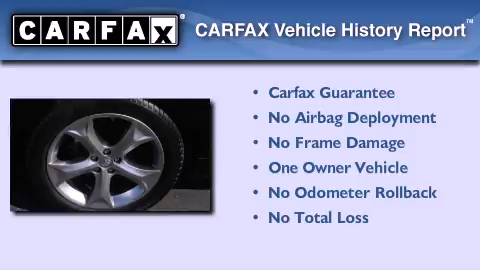 CARFAX®
CARFAX Vehicle History Report™
• Carfax Guarantee
• No Airbag Deployment
• No Frame Damage
• One Owner Vehicle
• No Odometer Rollback
• No Total Loss